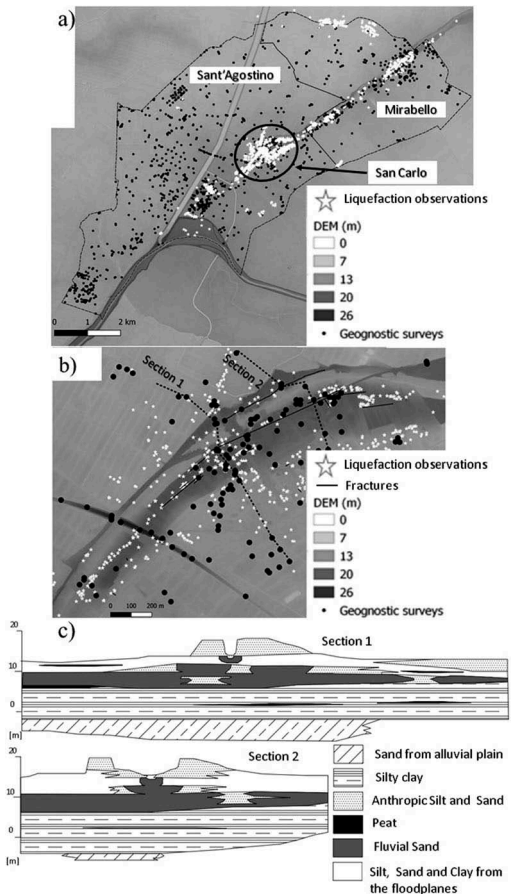 a)
Sant'Agostino
Mirabello
San Carlo
Liquefaction observations
DEM (m)
0
7
13
20
26
Geognostic surveys
0 1 2 km
b)
Section 1
Section 2
Liquefaction observations
Fractures
DEM (m)
0
7
13
20
26
Geognostic surveys
0 100 200 m
c)
Section 1
20
10
0
[m]
Section 2
20
10
0
[m]
Sand from alluvial plain
Silty clay
Anthropic Silt and Sand
Peat
Fluvial Sand
Silt, Sand and Clay from
the floodplanes